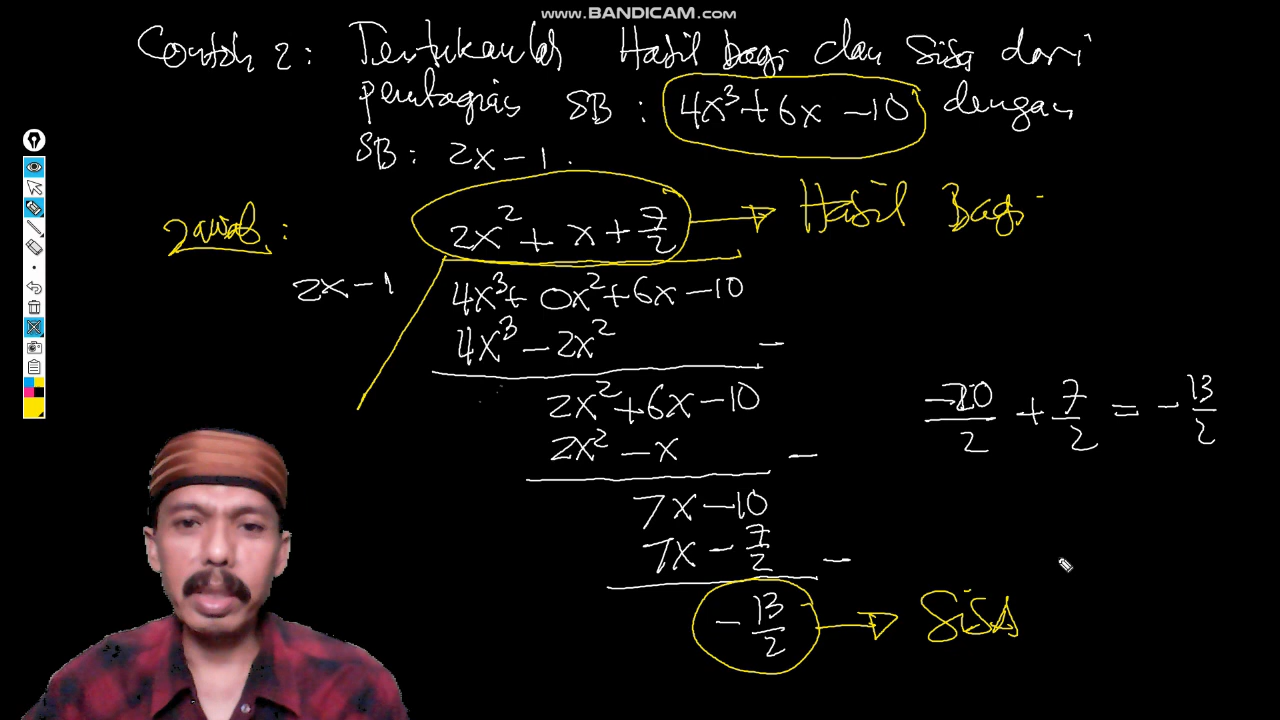 www.BANDICAM.com
Contoh 2: Tentukanlah Hasil bagi dan Sisa dari
pembagian SB : 4x³+6x -10 dengan
SB: 2x-1.
Jawab :
2x² + x + 7/2 → Hasil Bagi
2x-1
4x³+ 0x²+6x-10
4x³ - 2x² -
2x²+6x-10
2x² - x -
7x-10
7x - 7/2 -
- 13/2 → Sisa
-20/2 + 7/2 = - 13/2